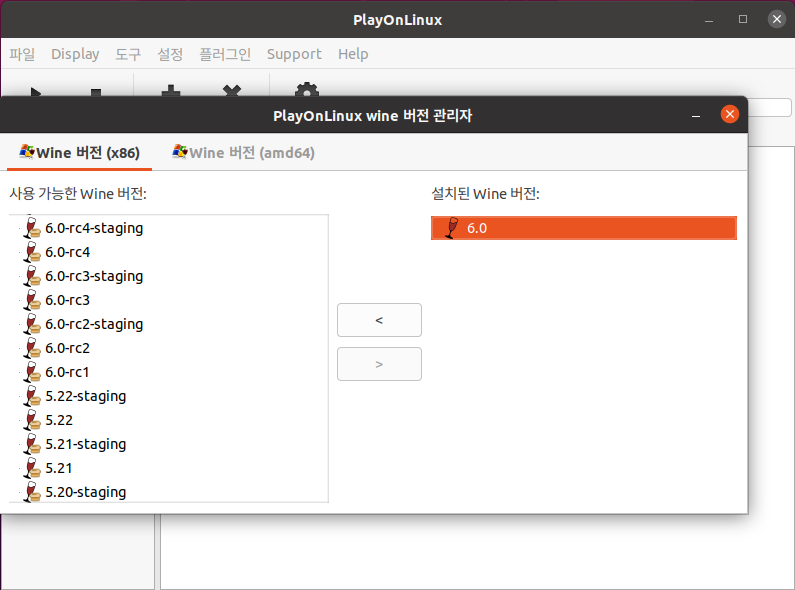 PlayOnLinux
파일 Display 도구 설정 플러그인 Support Help
PlayOnLinux wine 버전 관리자
Wine 버전 (x86) Wine 버전 (amd64)
사용 가능한 Wine 버전: 설치된 Wine 버전:
6.0-rc4-staging 6.0
6.0-rc4
6.0-rc3-staging
6.0-rc3
6.0-rc2-staging
<
6.0-rc2
>
6.0-rc1
5.22-staging
5.22
5.21-staging
5.21
5.20-staging